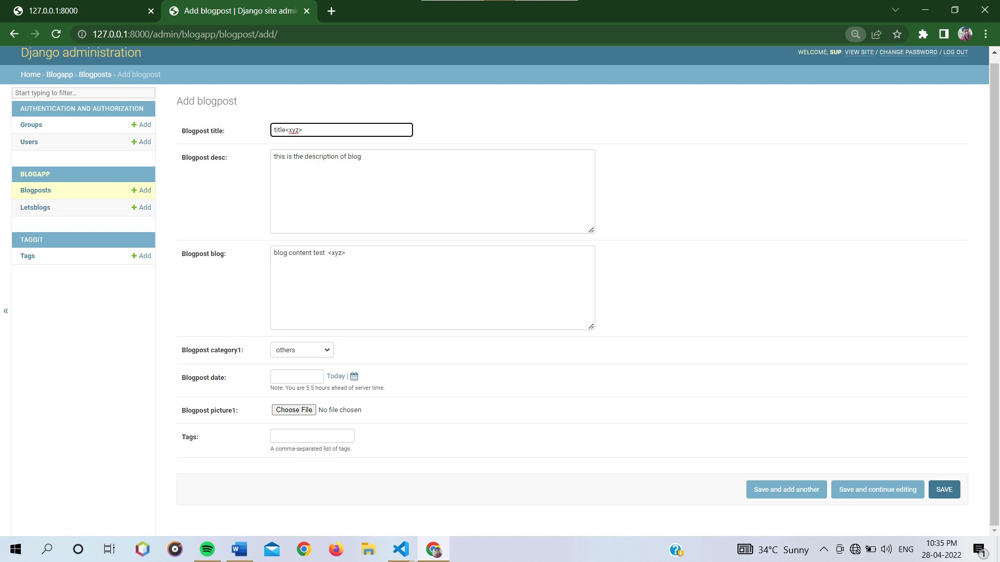 127.0.0.1:8000
Add blogpost | Django site admi
127.0.0.1:8000/admin/blogapp/blogpost/add/
Django administration
WELCOME, SUP. VIEW SITE / CHANGE PASSWORD / LOG OUT
Home › Blogapp › Blogposts › Add blogpost
Start typing to filter...
AUTHENTICATION AND AUTHORIZATION
Groups + Add
Users + Add
BLOGAPP
Blogposts + Add
Letsblogs + Add
TAGGIT
Tags + Add
«
Add blogpost
Blogpost title: title<xyz>
Blogpost desc: this is the description of blog
Blogpost blog: blog content test  <xyz>
Blogpost category1: others
Blogpost date: Today |
Note: You are 5.5 hours ahead of server time.
Blogpost picture1: Choose File No file chosen
Tags:
A comma-separated list of tags.
Save and add another Save and continue editing SAVE
34°C Sunny ENG
10:35 PM
28-04-2022
1